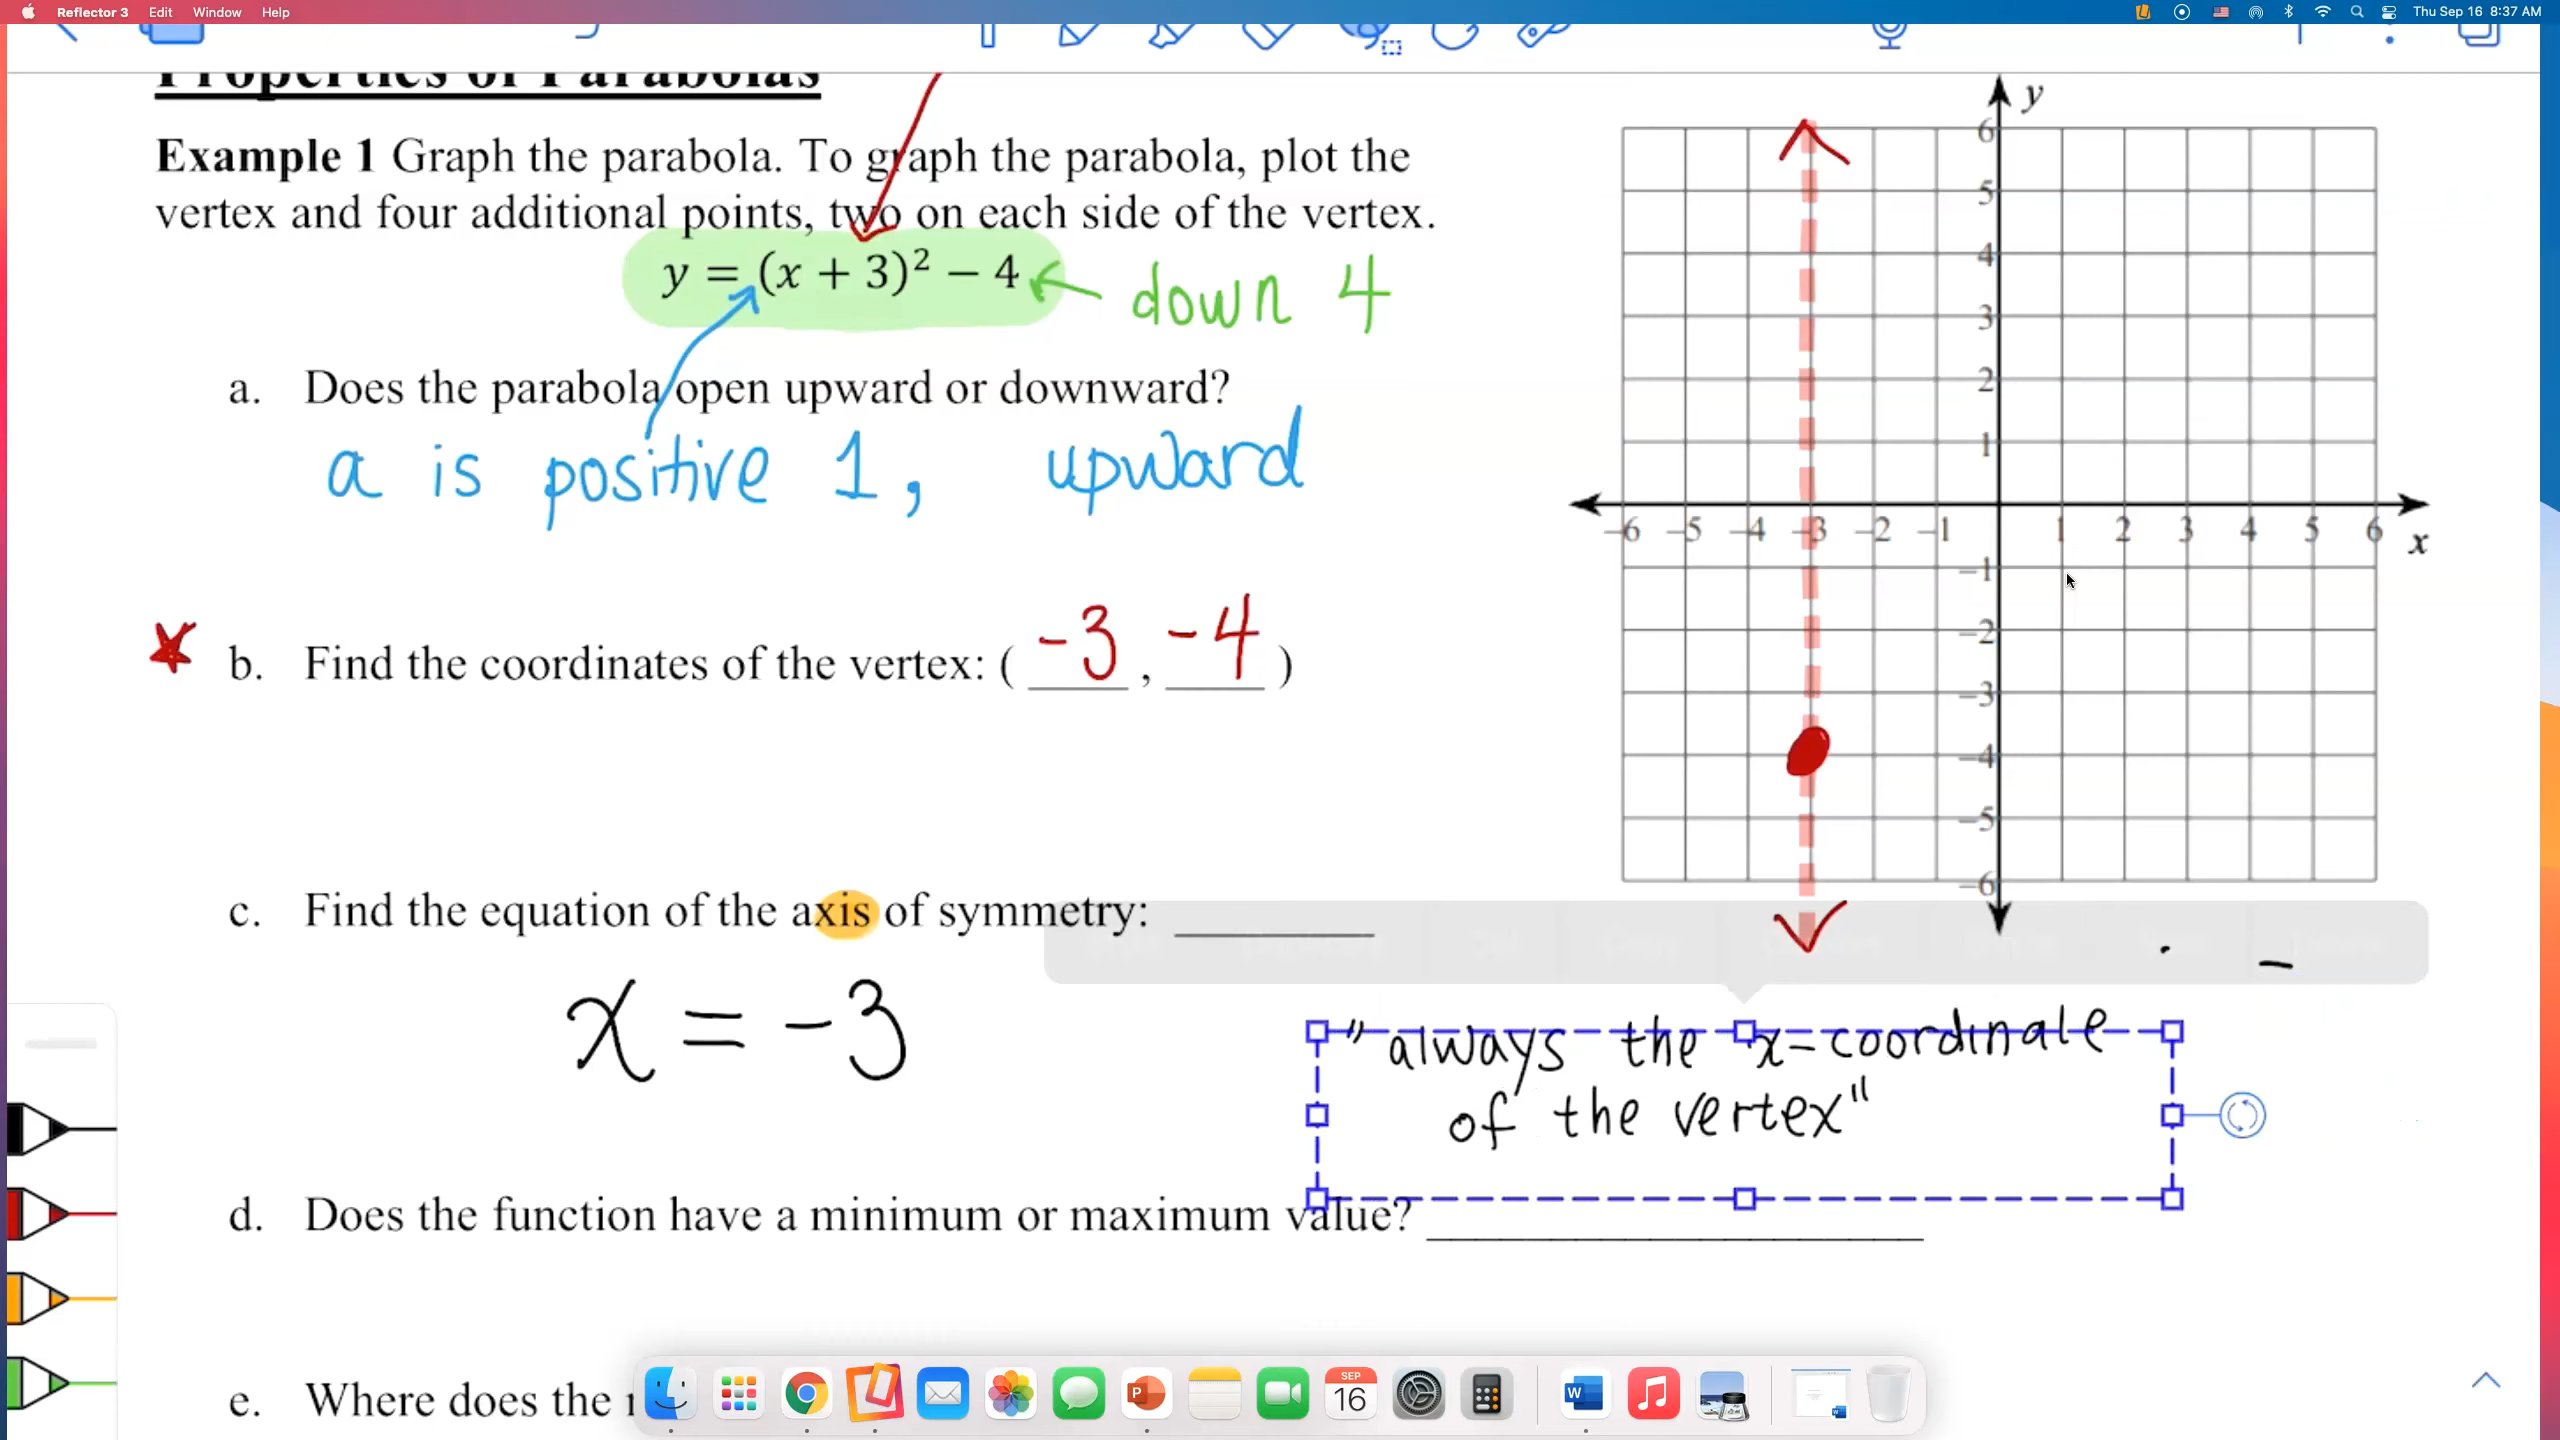 Reflector 3 Edit Window Help Thu Sep 16 8:37 AM
Properties of Parabolas
Example 1 Graph the parabola. To graph the parabola, plot the
vertex and four additional points, two on each side of the vertex.
y = (x + 3)² − 4
down 4
a. Does the parabola open upward or downward?
a is positive 1, upward
b. Find the coordinates of the vertex: ( -3 , -4 )
c. Find the equation of the axis of symmetry: ________
x = -3
"always the x-coordinate
of the vertex"
d. Does the function have a minimum or maximum value? ____________________
e. Where does the
y
6
5
4
3
2
1
-6 -5 -4 -3 -2 -1 1 2 3 4 5 6 x
-1
-2
-3
-4
-5
-6
SEP
16